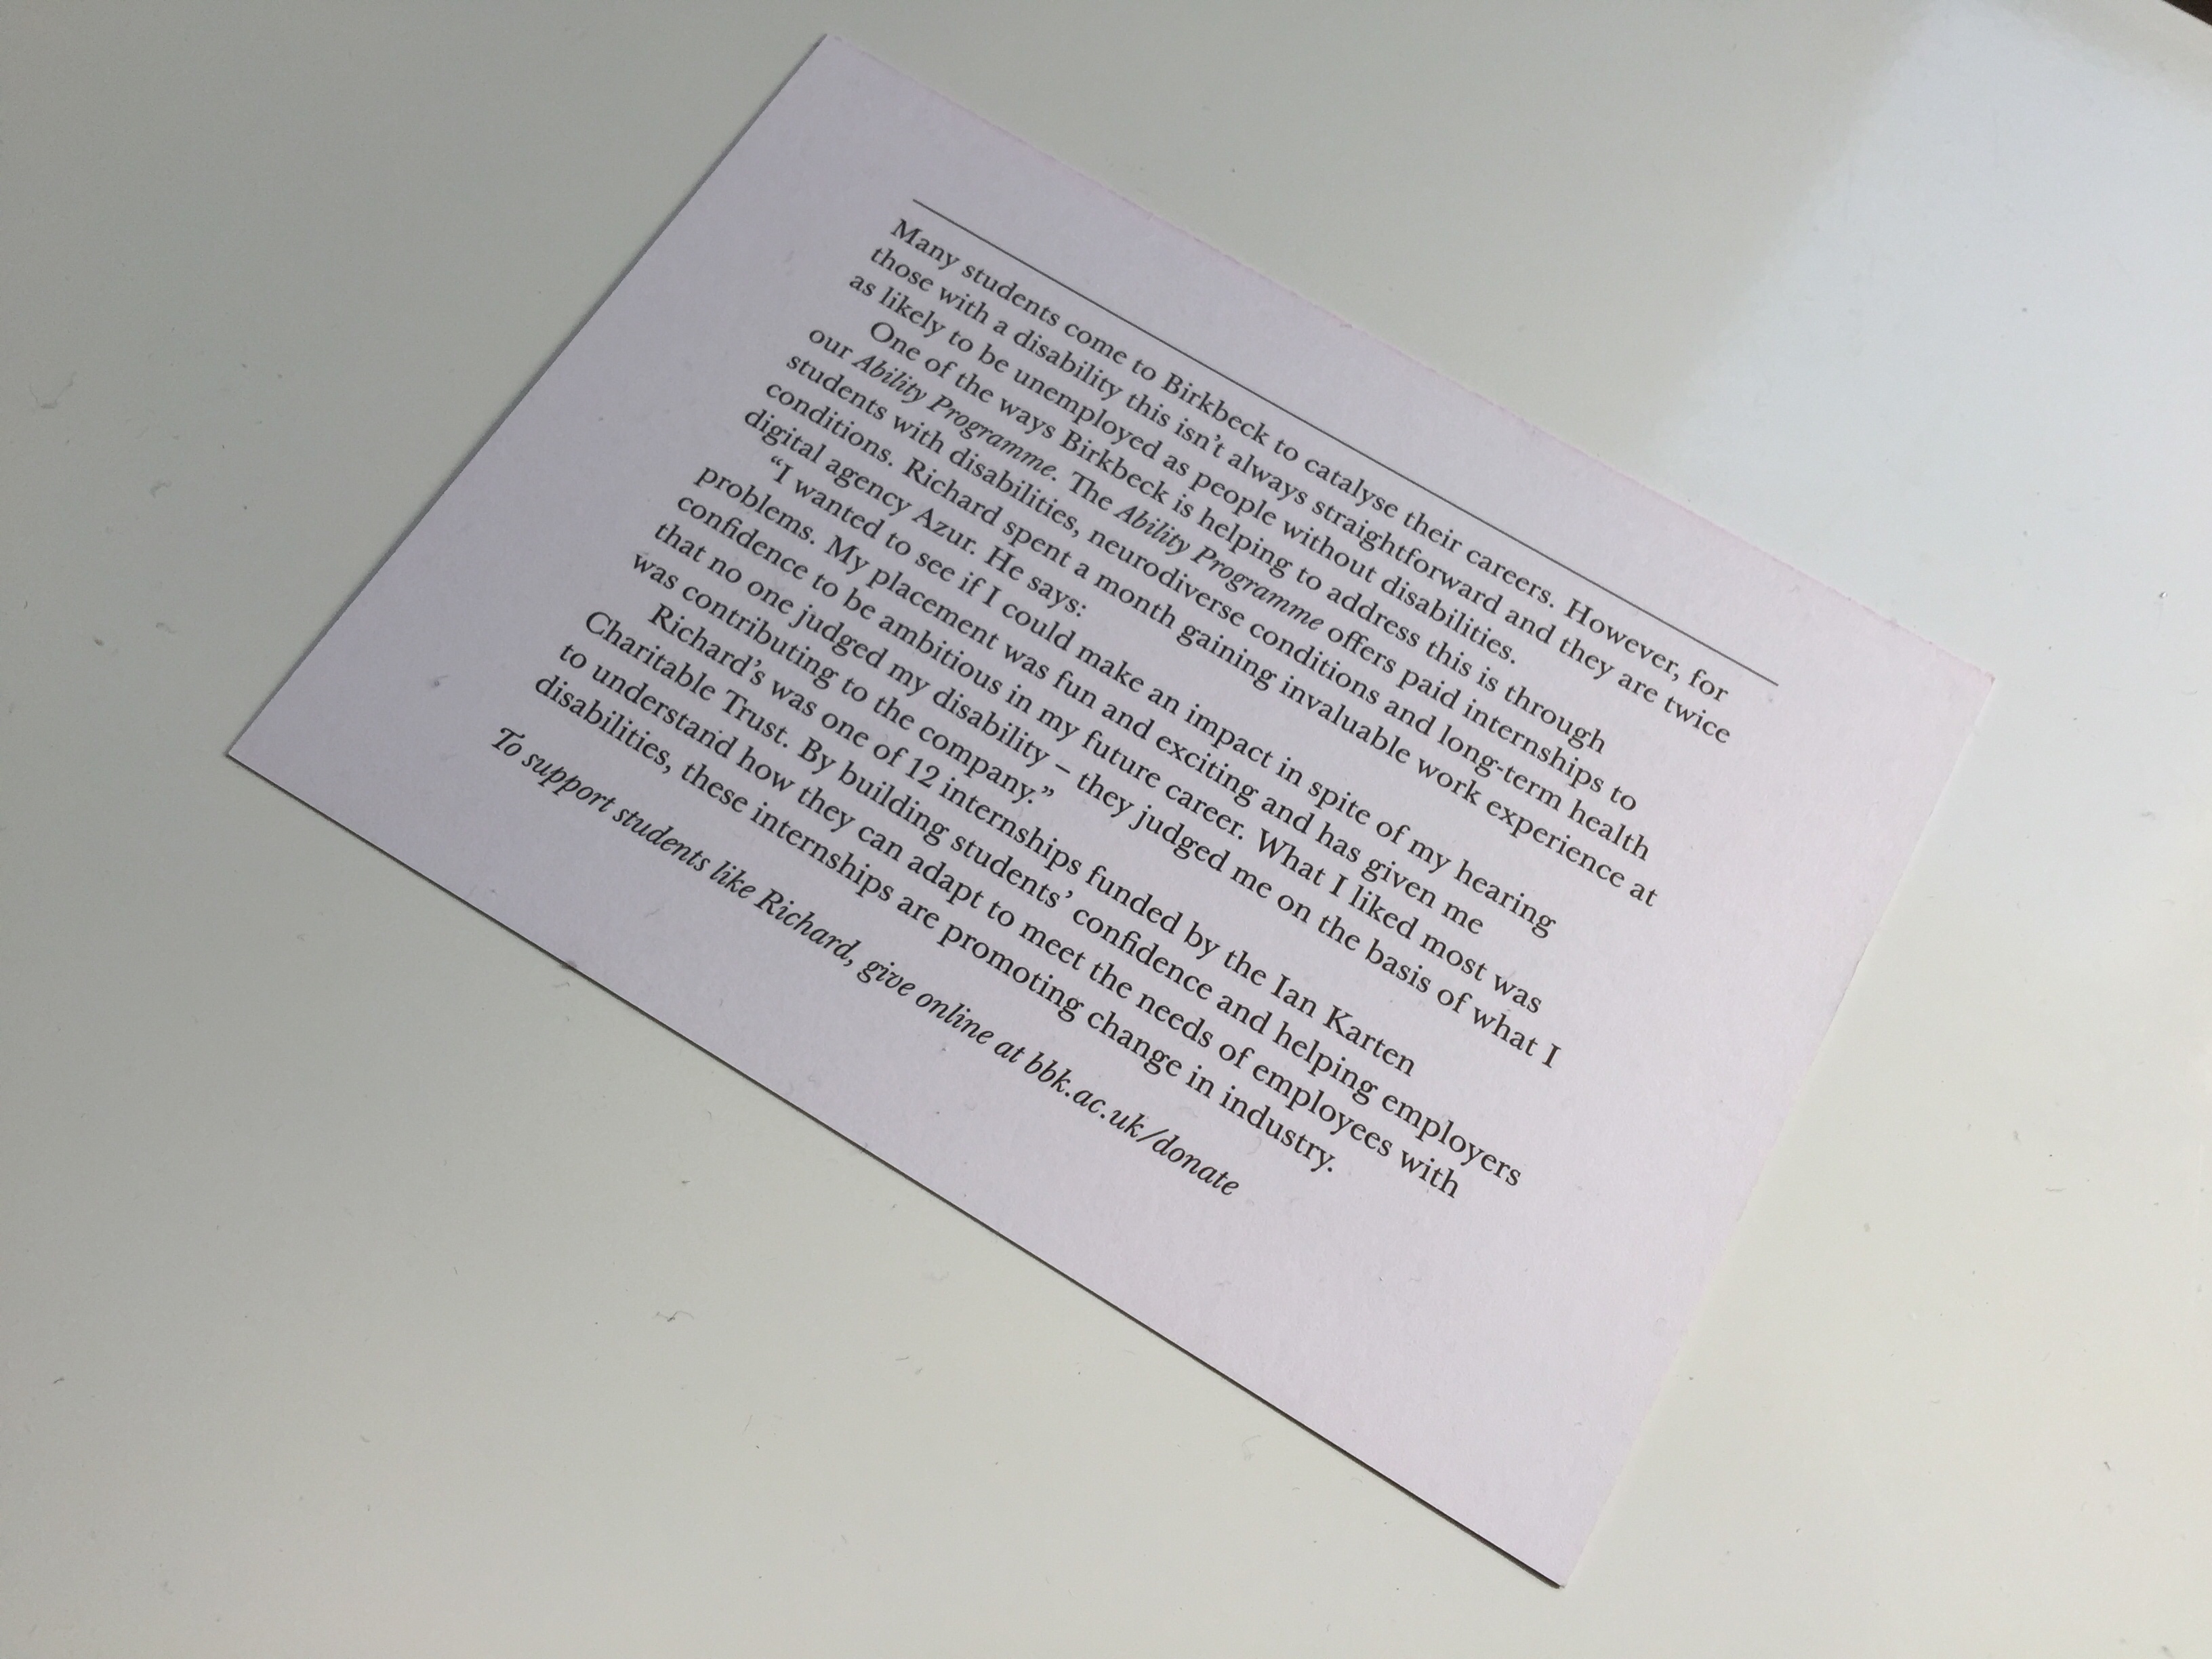 Many students come to Birkbeck to catalyse their careers. However, for
those with a disability this isn’t always straightforward and they are twice
as likely to be unemployed as people without disabilities.
One of the ways Birkbeck is helping to address this is through
our Ability Programme. The Ability Programme offers paid internships to
students with disabilities, neurodiverse conditions and long-term health
conditions. Richard spent a month gaining invaluable work experience at
digital agency Azur. He says:
“I wanted to see if I could make an impact in spite of my hearing
problems. My placement was fun and exciting and has given me
confidence to be ambitious in my future career. What I liked most was
that no one judged my disability – they judged me on the basis of what I
was contributing to the company.”
Richard’s was one of 12 internships funded by the Ian Karten
Charitable Trust. By building students’ confidence and helping employers
to understand how they can adapt to meet the needs of employees with
disabilities, these internships are promoting change in industry.
To support students like Richard, give online at bbk.ac.uk/donate